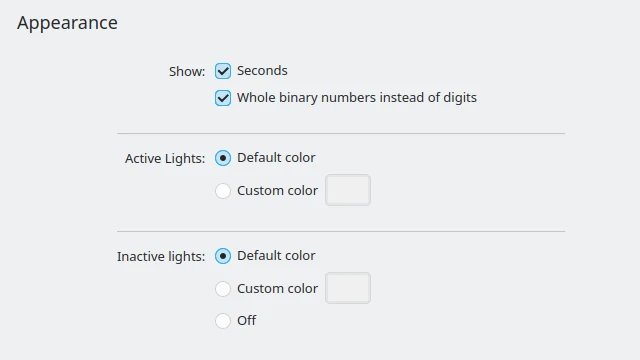 Appearance
Show: Seconds
Whole binary numbers instead of digits
Active Lights: Default color
Custom color
Inactive lights: Default color
Custom color
Off